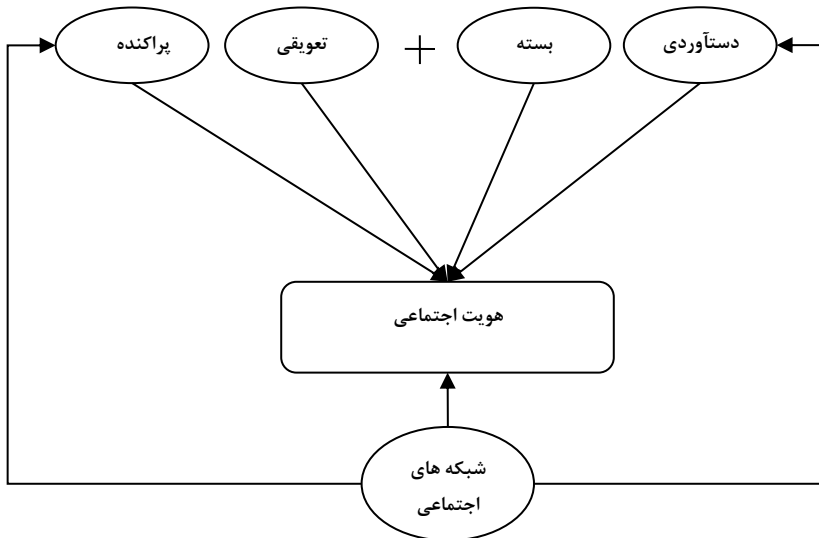 دستآوردی
بسته
+
تعویقی
پراکنده
هویت اجتماعی
شبکه های
اجتماعی